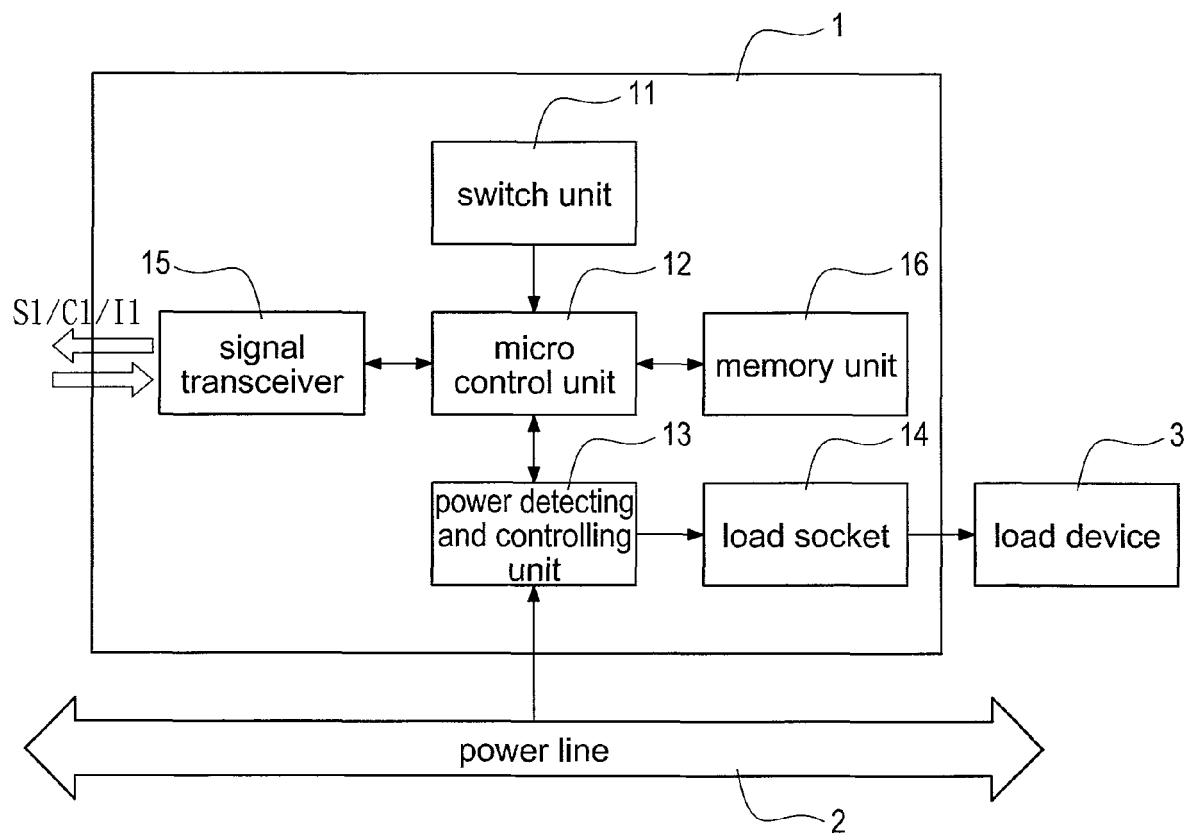 1
11
switch unit
15
12
16
S1/C1/I1
signal
transceiver
micro
control unit
memory unit
13
14
3
power detecting
and controlling
unit
load socket
load device
power line
2